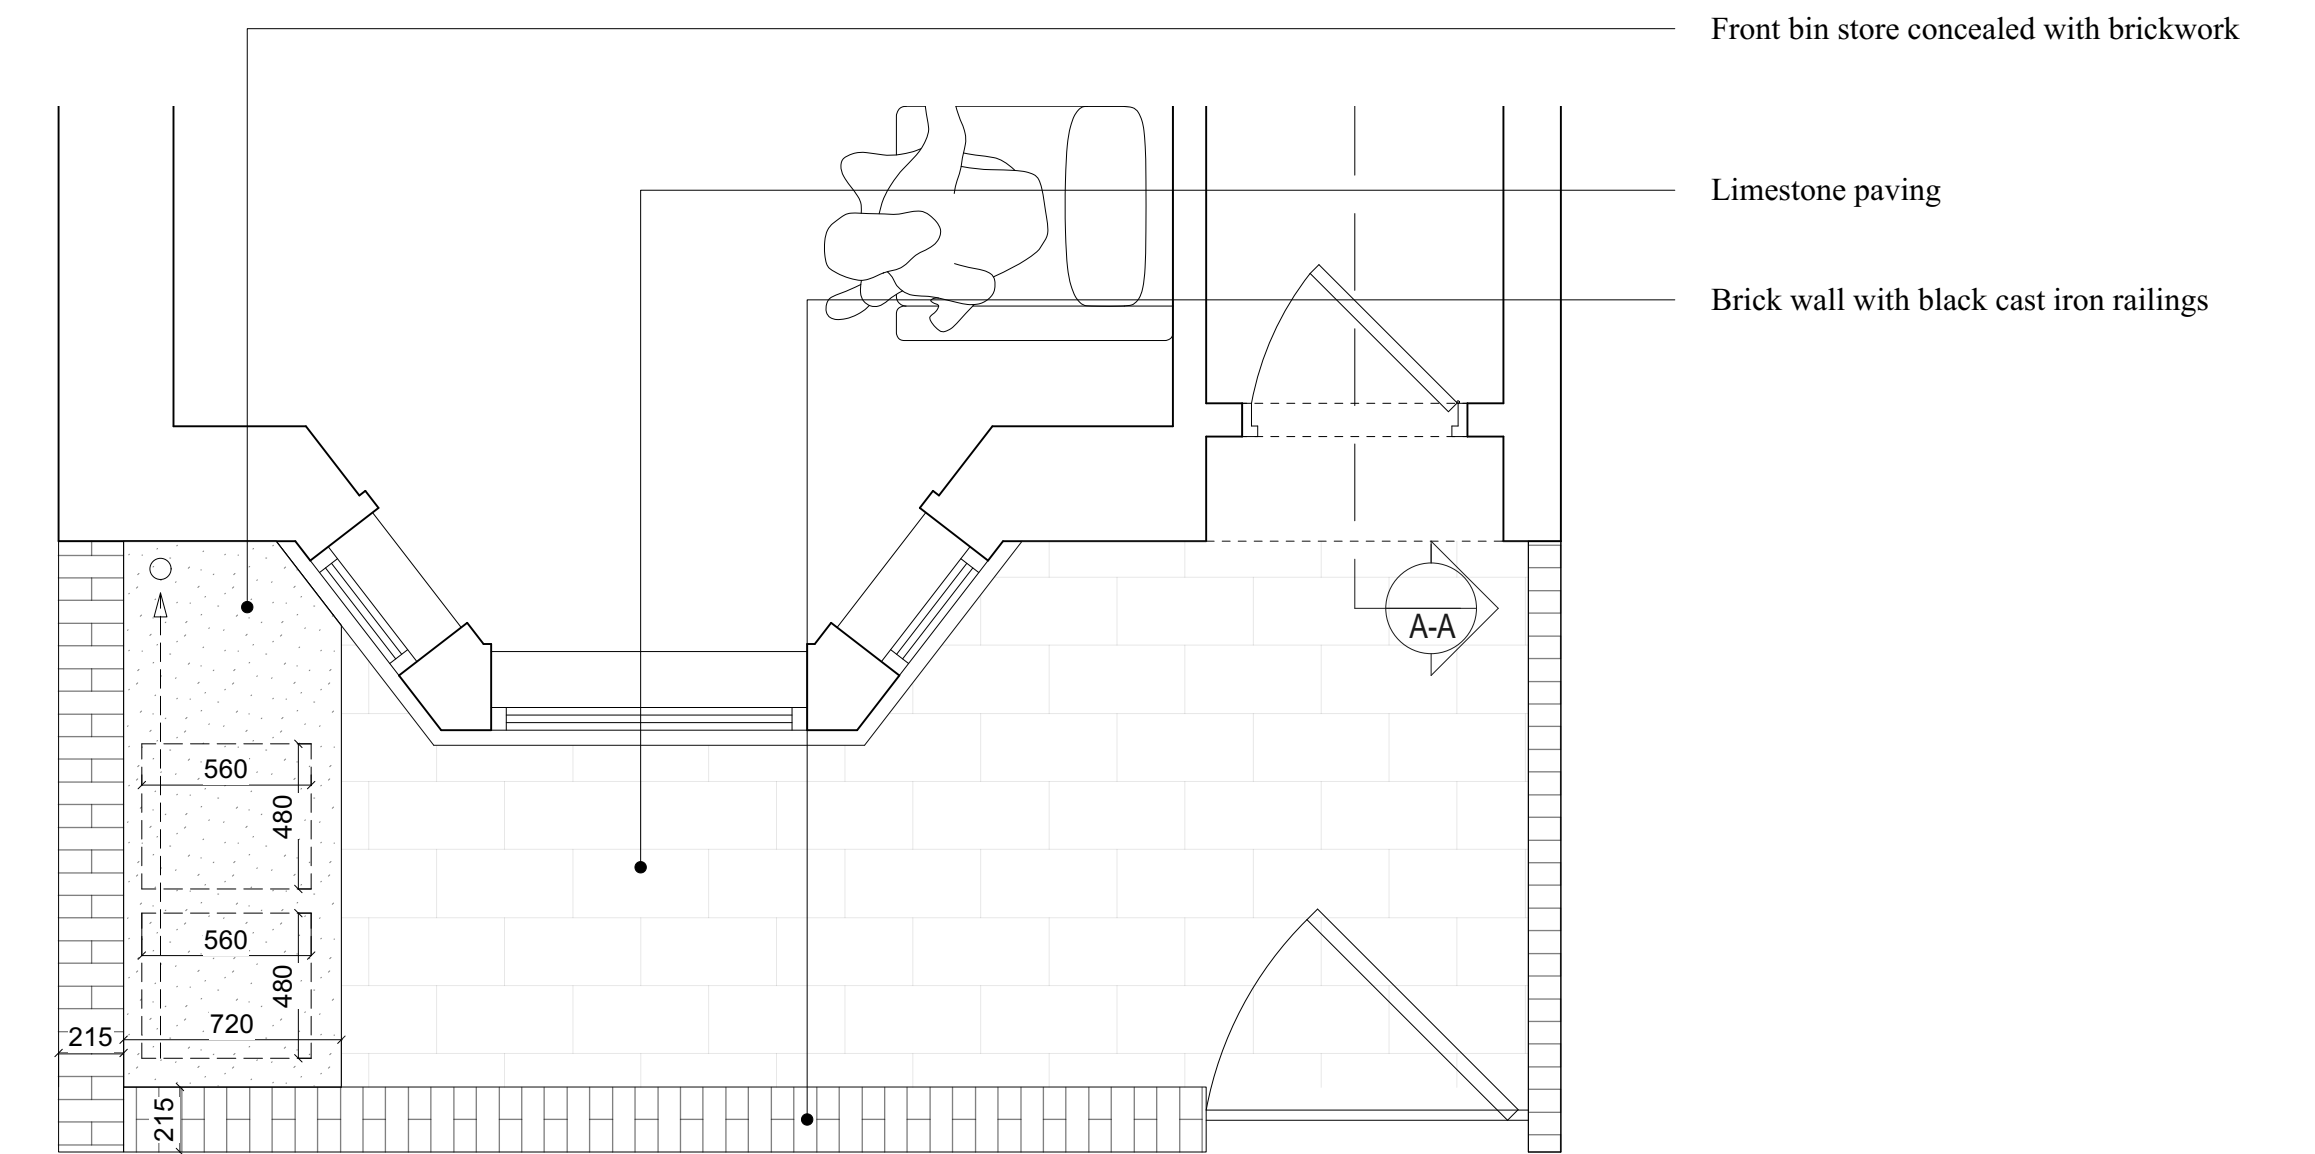 Front bin store concealed with brickwork
Limestone paving
Brick wall with black cast iron railings
A-A
560
480
560
480
720
215
215